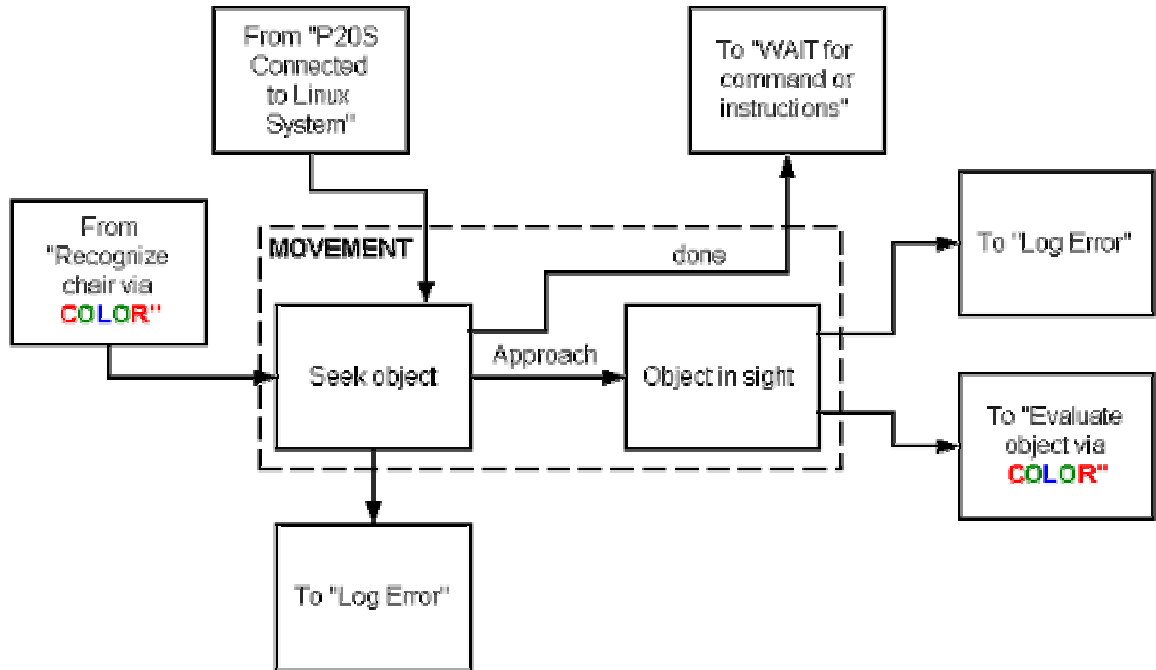 From "P20S
Connected
to Linux
System"
To "WAIT for
command or
instructions"
From
"Recognize
chair via
COLOR"
MOVEMENT
done
To "Log Error"
Seek object
Approach
Object in sight
To "Evaluate
object via
COLOR"
To "Log Error"